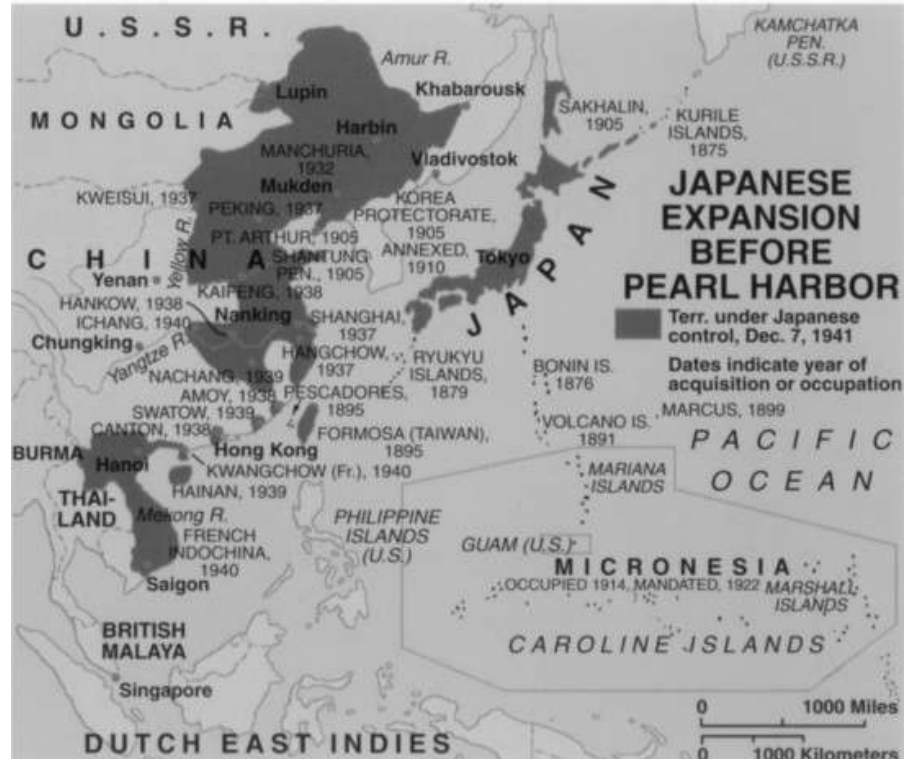 U.S.S.R.
KAMCHATKA
PEN.
(U.S.S.R.)
Amur R.
Lupin
Khabarousk
SAKHALIN,
1905
KURILE
ISLANDS,
1875
MONGOLIA
Harbin
MANCHURIA,
1932
Vladivostok
Mukden
KWEISUI, 1937
PEKING, 1937
KOREA
PROTECTORATE,
1905
ANNEXED,
1910
JAPAN
Tokyo
JAPANESE
EXPANSION
BEFORE
PEARL HARBOR
Terr. under Japanese
control, Dec. 7, 1941
Dates indicate year of
acquisition or occupation
Yellow R.
PT. ARTHUR, 1905
CHINA
SHANTUNG
PEN., 1905
Yenan
KAIFENG, 1938
HANKOW, 1938
ICHANG, 1940
Nanking
SHANGHAI,
1937
Chungking
Yangtze R.
HANGCHOW,
1937
RYUKYU
ISLANDS,
1879
BONIN IS.
1876
NACHANG, 1939
AMOY, 1938
PESCADORES,
1895
SWATOW, 1939
CANTON, 1938
VOLCANO IS.
1891
MARCUS, 1899
FORMOSA (TAIWAN),
1895
PACIFIC
OCEAN
BURMA
Hanoi
Hong Kong
KWANGCHOW (Fr.), 1940
HAINAN, 1939
MARIANA
ISLANDS
THAI-
LAND
Mekong R.
FRENCH
INDOCHINA,
1940
PHILIPPINE
ISLANDS
(U.S.)
GUAM (U.S.)
MICRONESIA
OCCUPIED 1914, MANDATED, 1922
MARSHALL
ISLANDS
Saigon
CAROLINE ISLANDS
BRITISH
MALAYA
Singapore
DUTCH EAST INDIES
0 1000 Miles
0 1000 Kilometers